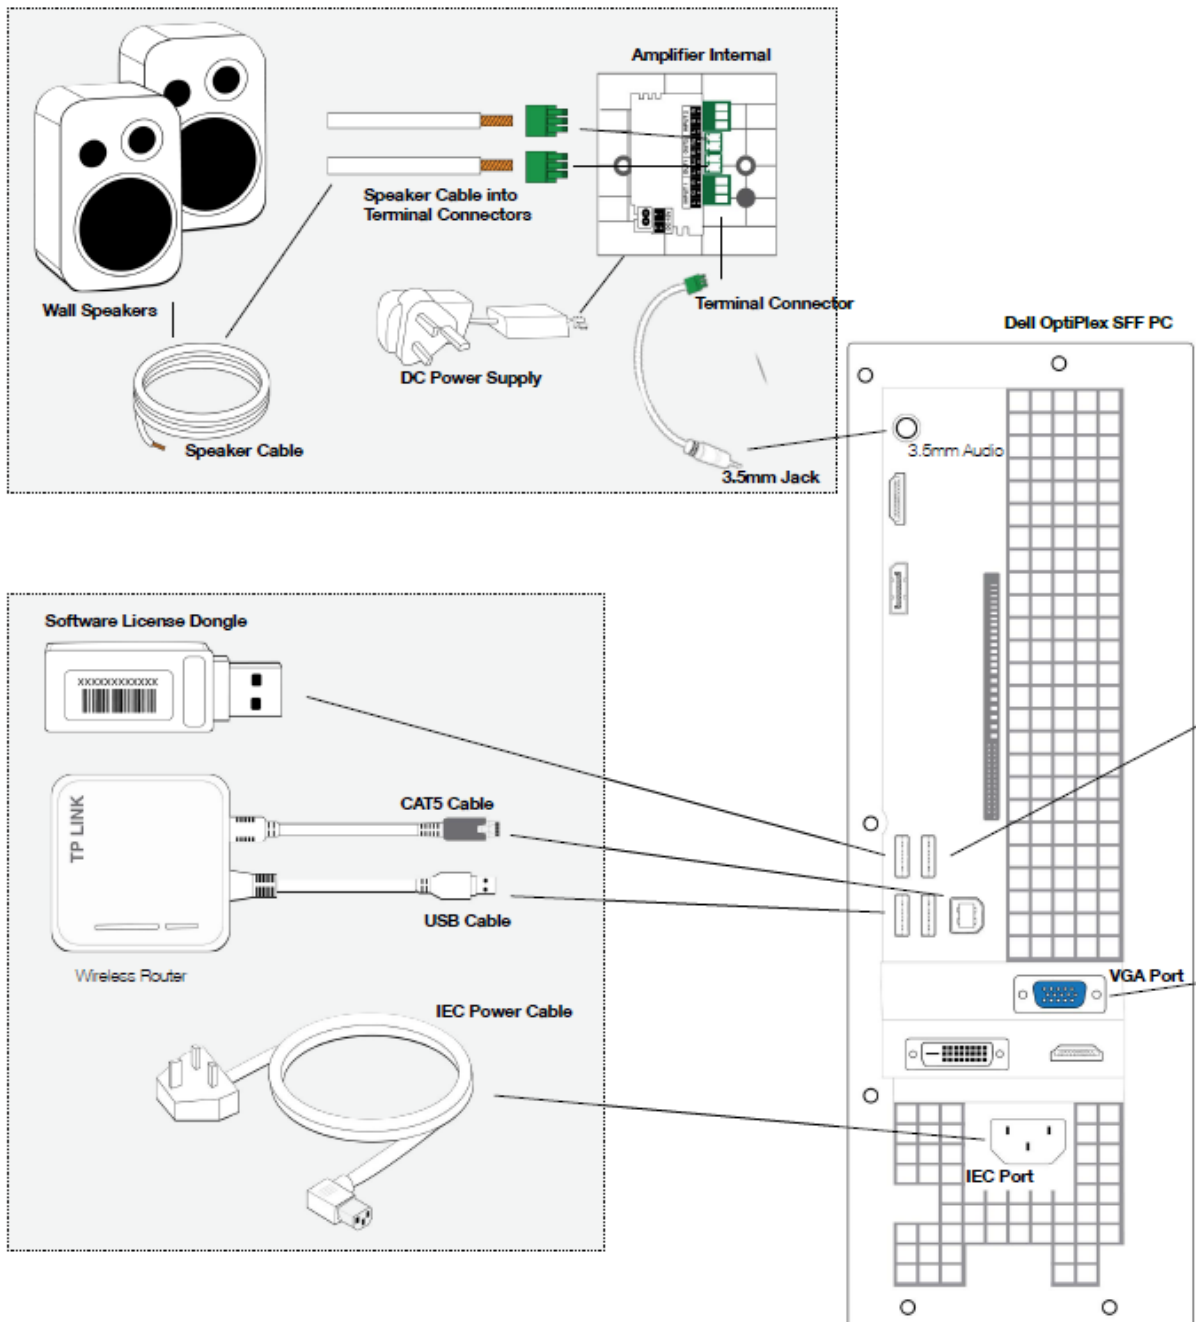 Amplifier Internal
Speaker Cable into
Terminal Connectors
Wall Speakers
Terminal Connector
DC Power Supply
Speaker Cable
3.5mm Jack
Dell OptiPlex SFF PC
3.5mm Audio
Software License Dongle
XXXXXXXXXXXX
TP LINK
CAT5 Cable
USB Cable
Wireless Router
IEC Power Cable
VGA Port
IEC Port